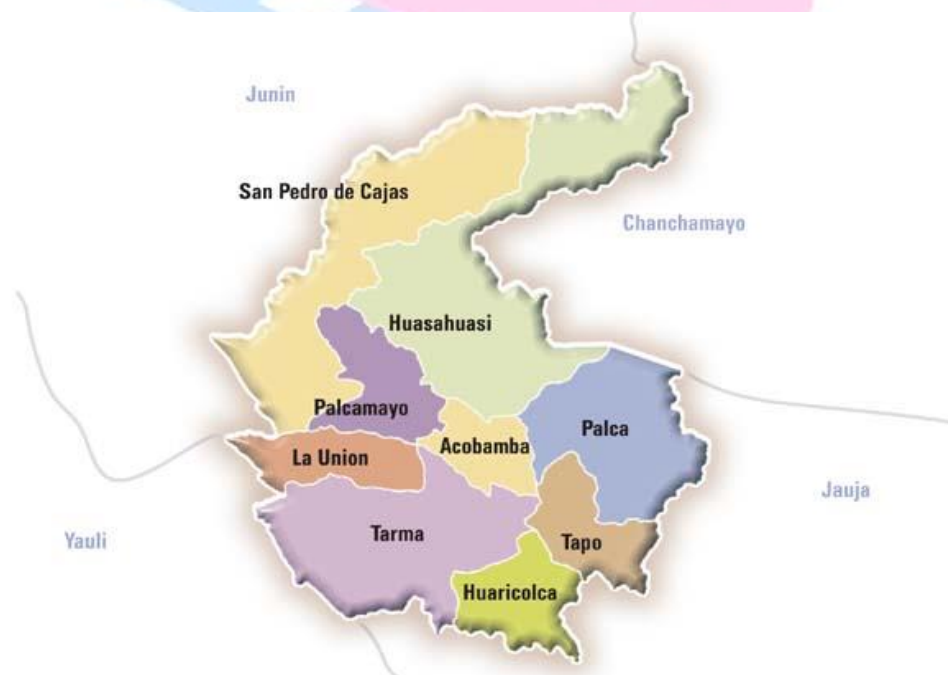 Junin
San Pedro de Cajas
Chanchamayo
Huasahuasi
Palcamayo
Palca
Acobamba
La Union
Jauja
Tarma
Yauli
Tapo
Huaricolca